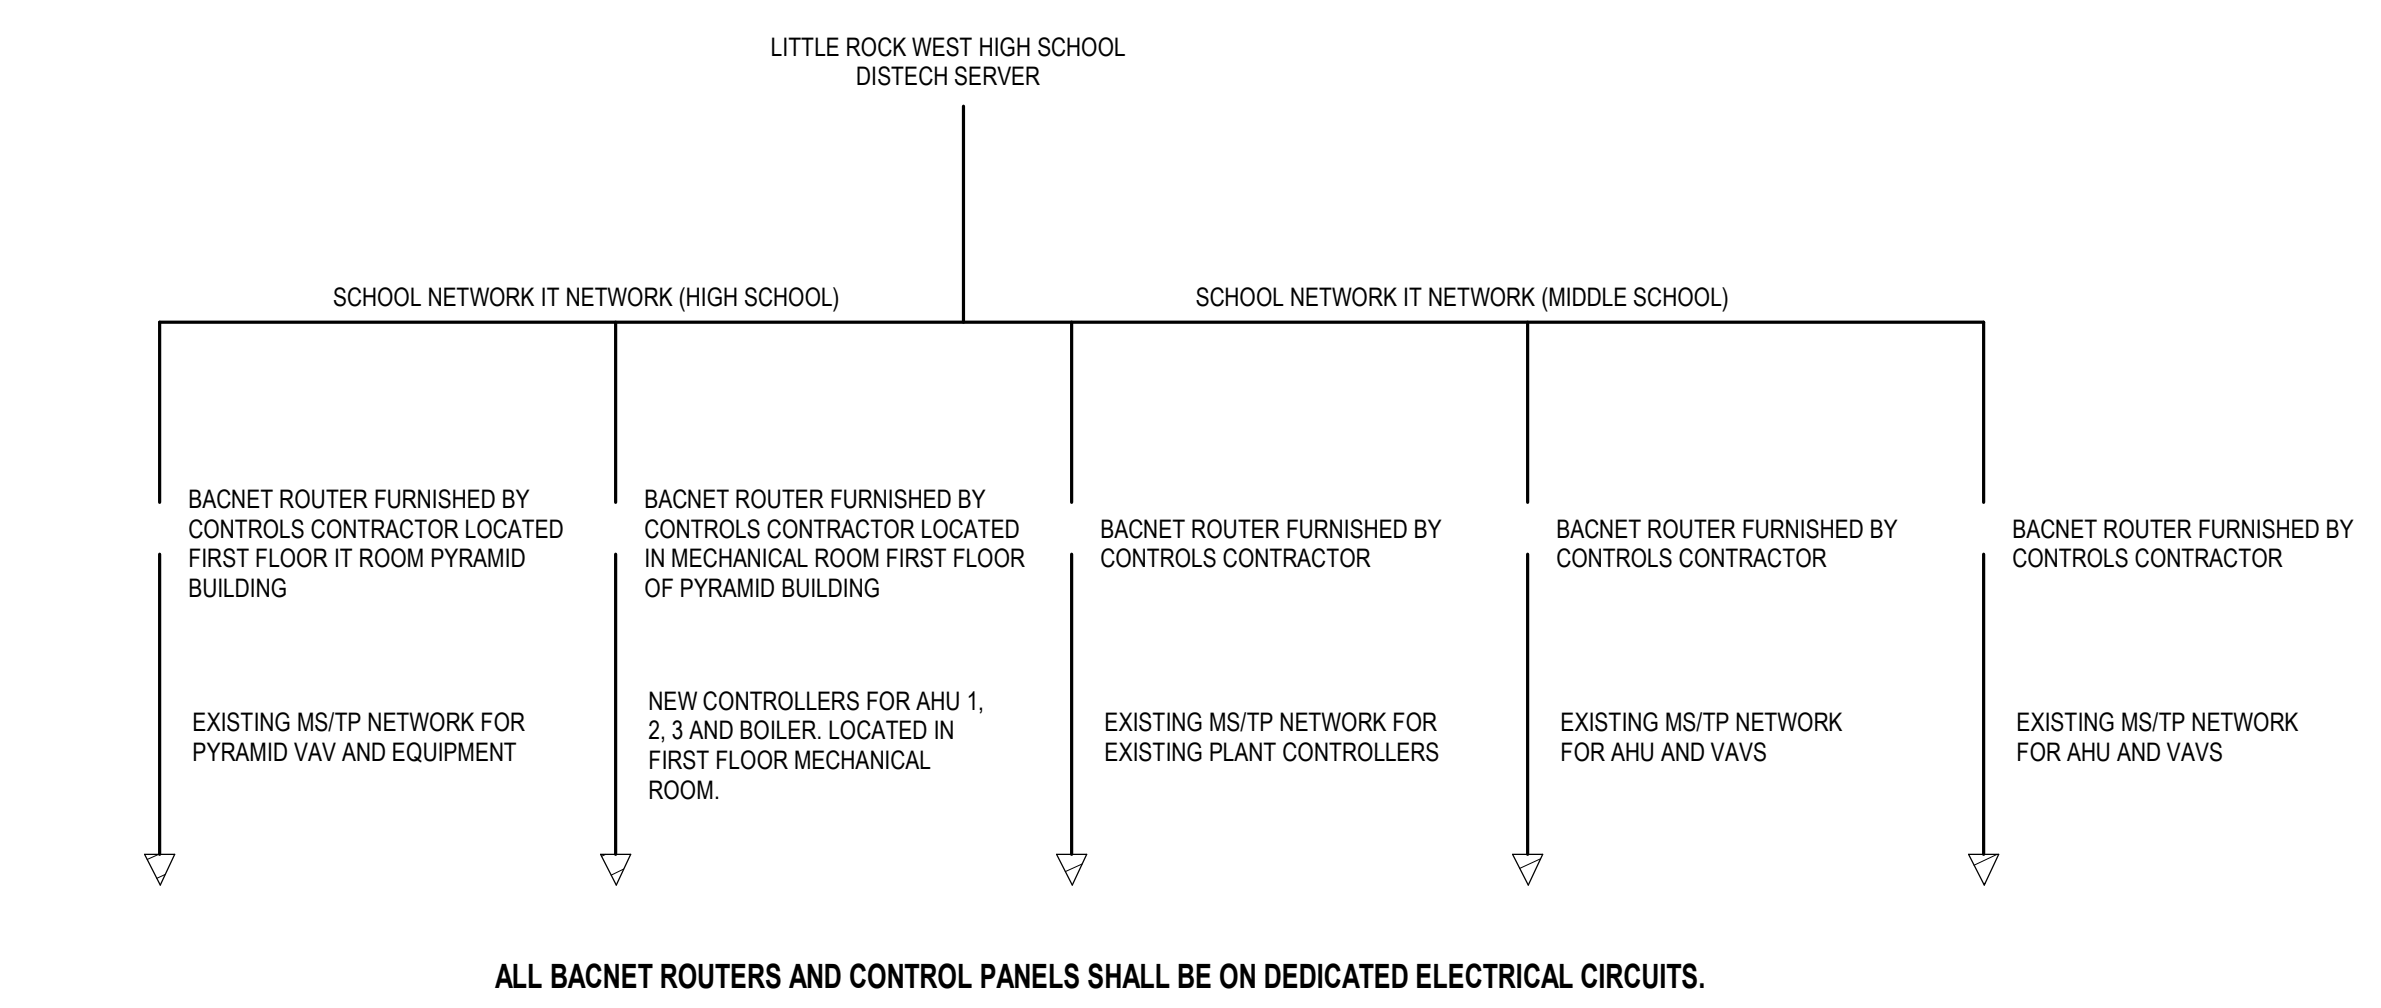 LITTLE ROCK WEST HIGH SCHOOL
DISTECH SERVER
SCHOOL NETWORK IT NETWORK (HIGH SCHOOL)
SCHOOL NETWORK IT NETWORK (MIDDLE SCHOOL)
BACNET ROUTER FURNISHED BY
CONTROLS CONTRACTOR LOCATED
FIRST FLOOR IT ROOM PYRAMID
BUILDING
BACNET ROUTER FURNISHED BY
CONTROLS CONTRACTOR LOCATED
IN MECHANICAL ROOM FIRST FLOOR
OF PYRAMID BUILDING
BACNET ROUTER FURNISHED BY
CONTROLS CONTRACTOR
BACNET ROUTER FURNISHED BY
CONTROLS CONTRACTOR
BACNET ROUTER FURNISHED BY
CONTROLS CONTRACTOR
EXISTING MS/TP NETWORK FOR
PYRAMID VAV AND EQUIPMENT
NEW CONTROLLERS FOR AHU 1,
2, 3 AND BOILER. LOCATED IN
FIRST FLOOR MECHANICAL
ROOM.
EXISTING MS/TP NETWORK FOR
EXISTING PLANT CONTROLLERS
EXISTING MS/TP NETWORK
FOR AHU AND VAVS
EXISTING MS/TP NETWORK
FOR AHU AND VAVS
ALL BACNET ROUTERS AND CONTROL PANELS SHALL BE ON DEDICATED ELECTRICAL CIRCUITS.